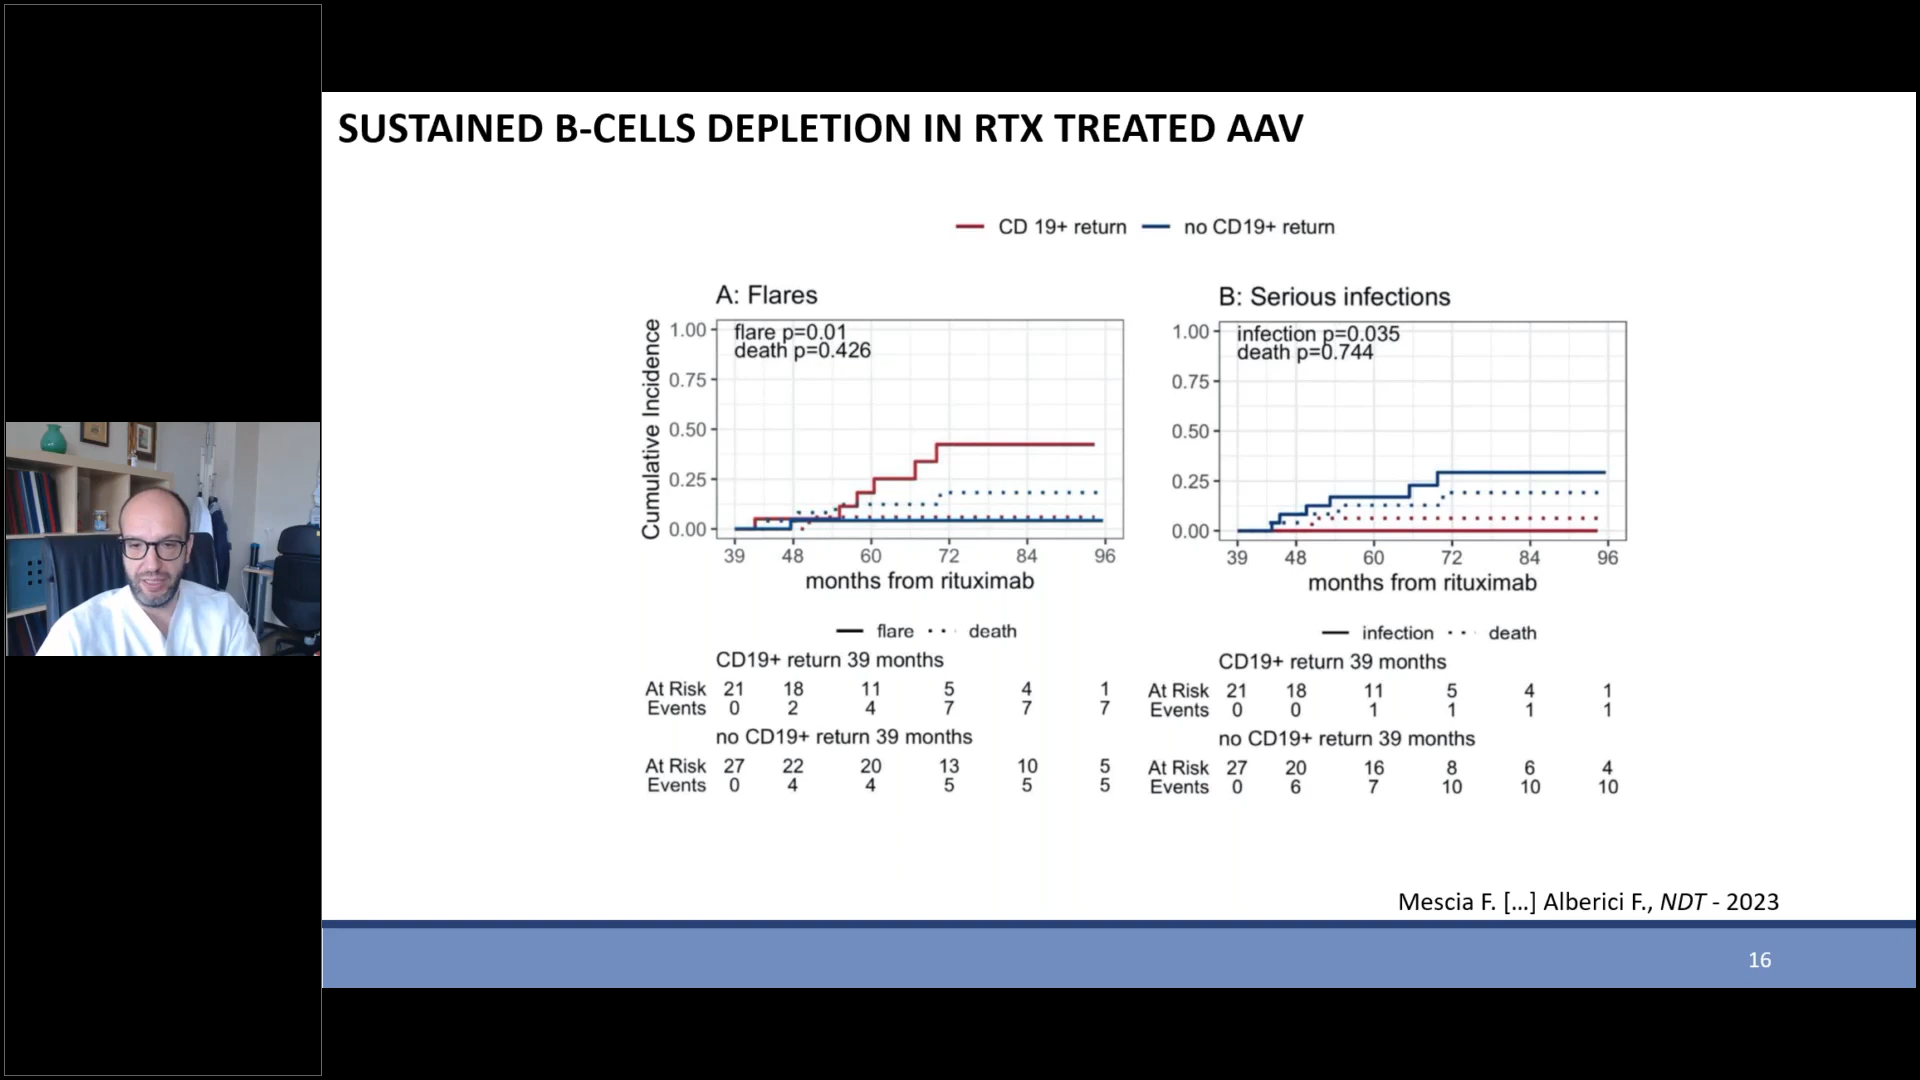 SUSTAINED B-CELLS DEPLETION IN RTX TREATED AAV
CD 19+ return no CD19+ return
A: Flares
flare p=0.01
death p=0.426
Cumulative Incidence
1.00
0.75
0.50
0.25
0.00
39 48 60 72 84 96
months from rituximab
flare death
CD19+ return 39 months
At Risk 21 18 11 5 4 1
Events 0 2 4 7 7 7
no CD19+ return 39 months
At Risk 27 22 20 13 10 5
Events 0 4 4 5 5 5
B: Serious infections
infection p=0.035
death p=0.744
1.00
0.75
0.50
0.25
0.00
39 48 60 72 84 96
months from rituximab
infection death
CD19+ return 39 months
At Risk 21 18 11 5 4 1
Events 0 0 1 1 1 1
no CD19+ return 39 months
At Risk 27 20 16 8 6 4
Events 0 6 7 10 10 10
Mescia F. [...] Alberici F., NDT - 2023
16